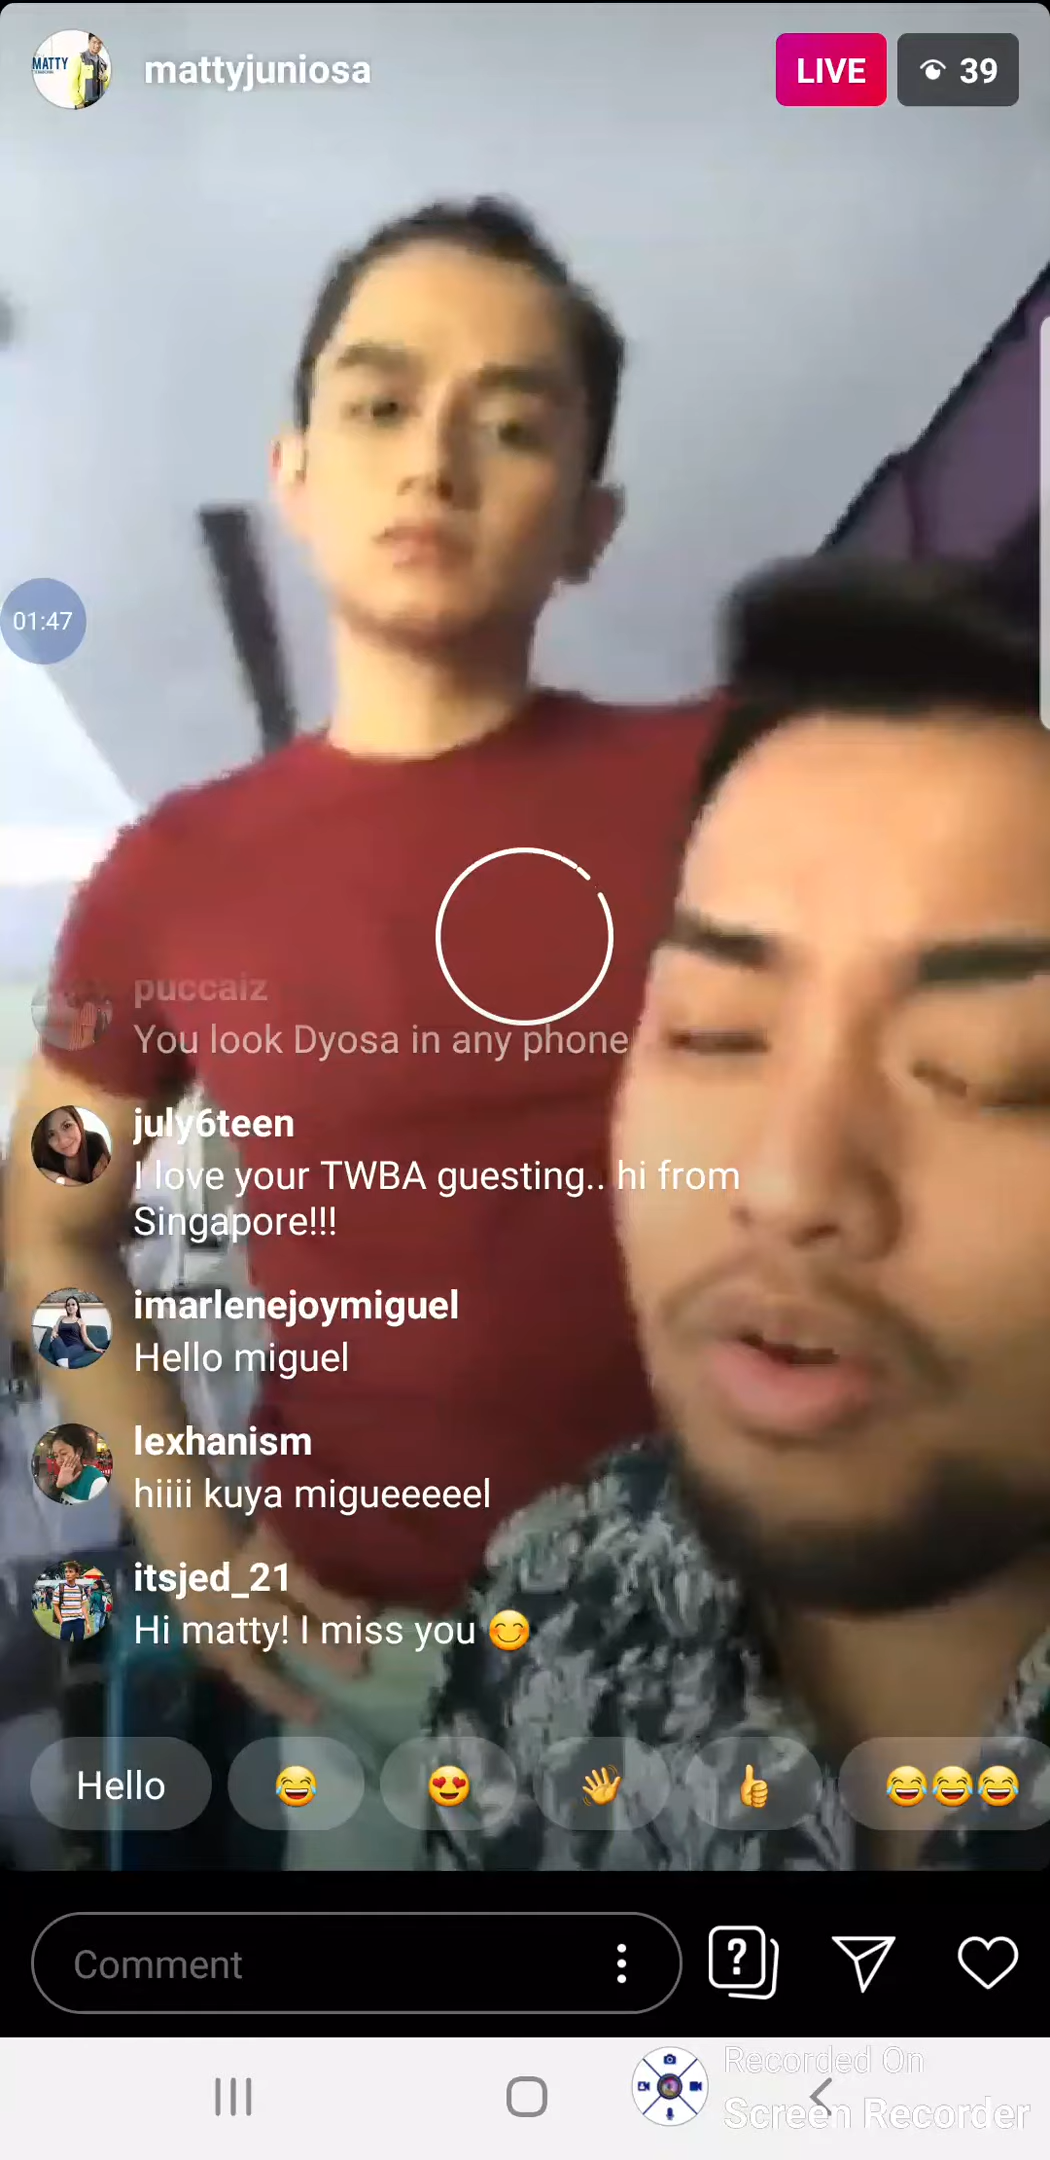 MATTY
mattyjuniosa
LIVE
39
01:47
puccaiz
You look Dyosa in any phone
july6teen
I love your TWBA guesting.. hi from
Singapore!!!
imarlenejoymiguel
Hello miguel
lexhanism
hiiii kuya migueeeeel
itsjed_21
Hi matty! I miss you 😊
Hello 😂 😍 👋 👍 😂😂😂
Comment
?
Recorded On
Screen Recorder